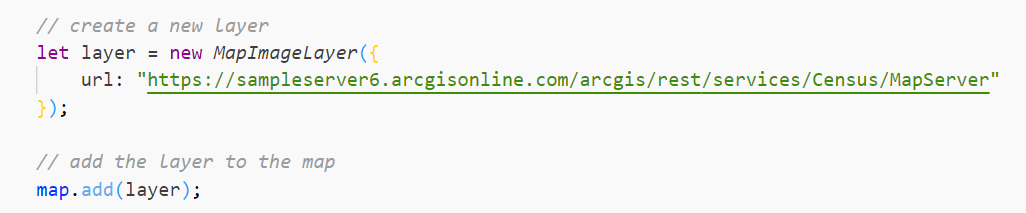 // create a new layer
let layer = new MapImageLayer({
url: "https://sampleserver6.arcgisonline.com/arcgis/rest/services/Census/MapServer"
});
// add the layer to the map
map.add(layer);